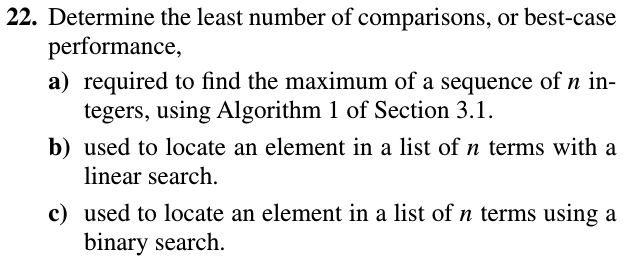 22. Determine the least number of comparisons, or best-case
performance,
a) required to find the maximum of a sequence of n in-
tegers, using Algorithm 1 of Section 3.1.
b) used to locate an element in a list of n terms with a
linear search.
c) used to locate an element in a list of n terms using a
binary search.